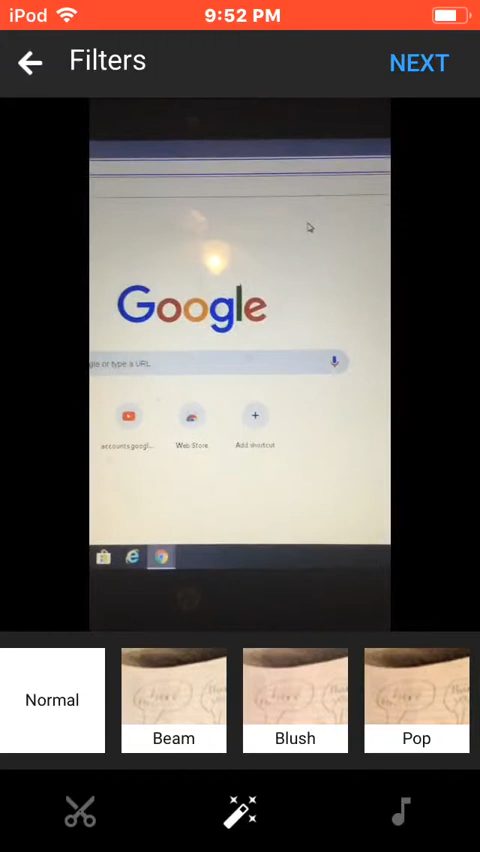 iPod 9:52 PM
Filters NEXT
Google
gle or type a URL
accounts.googl... Web Store Add shortcut
Normal Beam Blush Pop